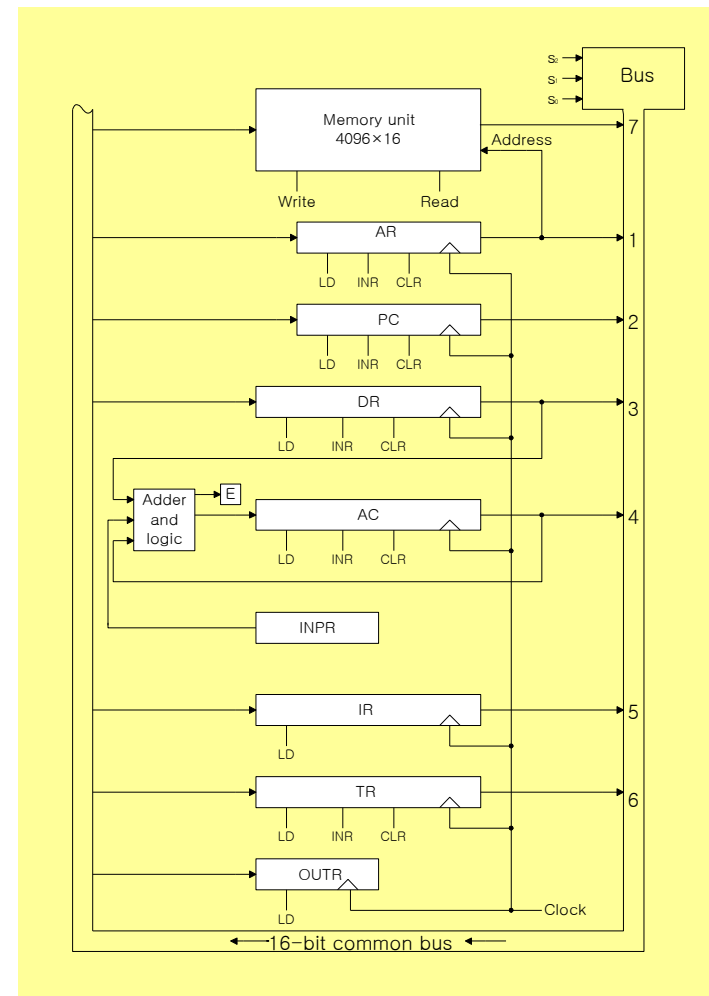 S₂
S₁
S₀
Bus
Memory unit
4096×16
7
Address
Write
Read
AR
1
LD
INR
CLR
PC
2
LD
INR
CLR
DR
3
LD
INR
CLR
Adder
and
logic
E
AC
4
LD
INR
CLR
INPR
IR
5
LD
TR
6
LD
INR
CLR
OUTR
LD
Clock
16-bit common bus